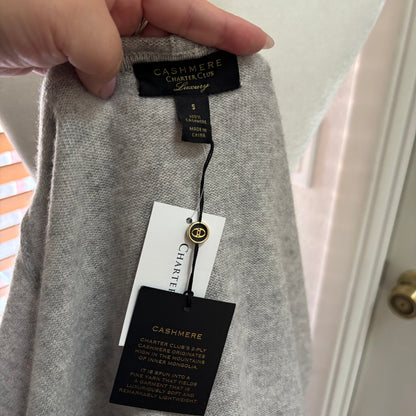 CASHMERE
CHARTER CLUB
Luxury
S
100%
CASHMERE
MADE IN
CHINA
CHARTER
CASHMERE
CHARTER CLUB'S 2-PLY
CASHMERE ORIGINATES
HIGH IN THE MOUNTAINS
OF INNER MONGOLIA
IT IS SPUN INTO A
FINE YARN THAT YIELDS
A GARMENT THAT IS
LUXURIOUSLY SOFT AND
REMARKABLY LIGHTWEIGHT